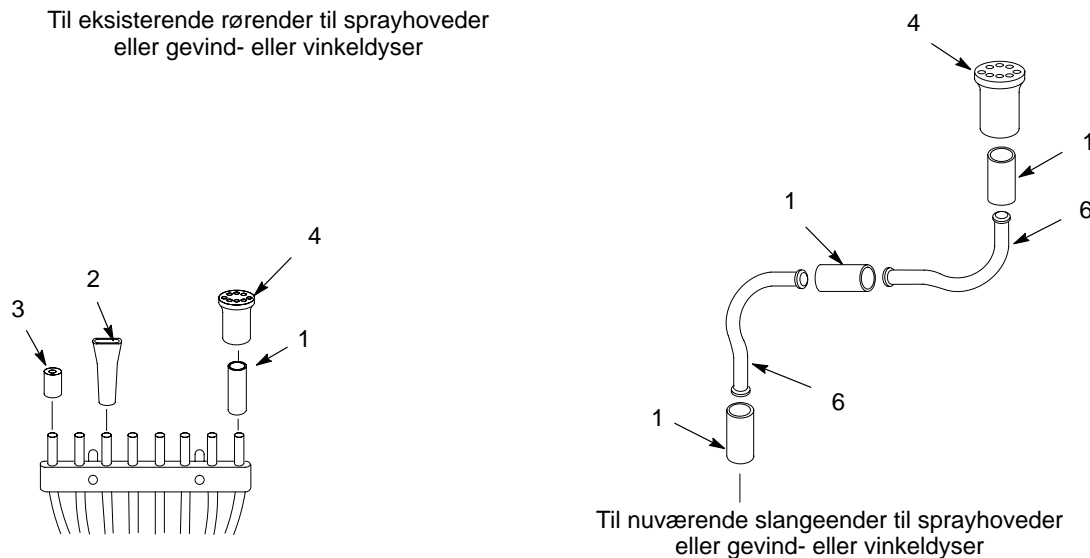 Til eksisterende rørender til sprayhoveder
eller gevind- eller vinkeldyser
4
1
1
6
4
2
3
1
6
1
Til nuværende slangeender til sprayhoveder
eller gevind- eller vinkeldyser